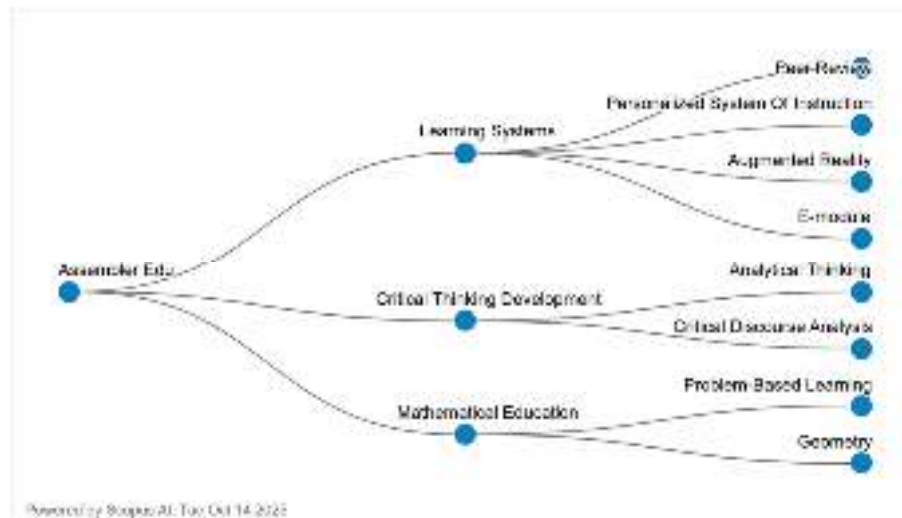 Peer-Review
Personalized System Of Instruction
Learning Systems
Augmented Reality
E-module
Assembler Edu
Analytical Thinking
Critical Thinking Development
Critical Discourse Analysis
Problem-Based Learning
Mathematical Education
Geometry
Powered by Scopus AI, Tue Oct 14 2025